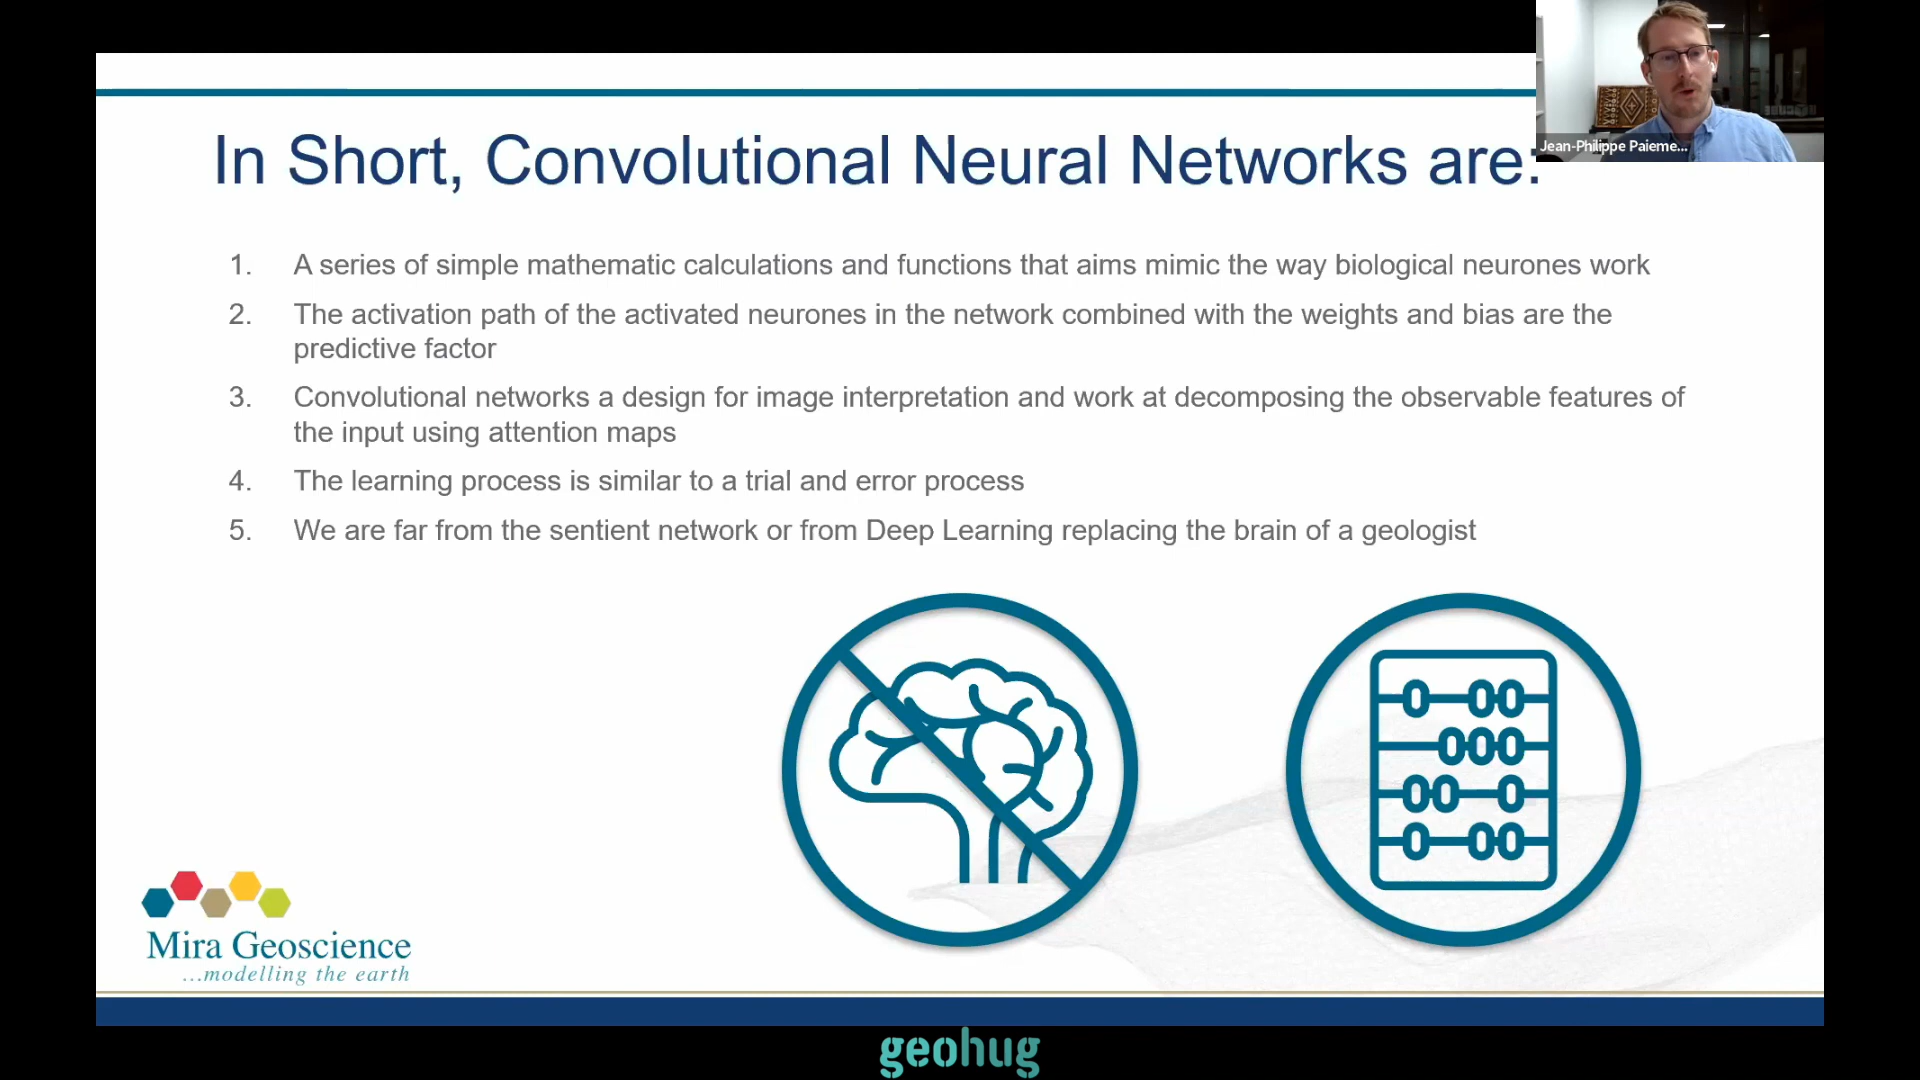 Jean-Philippe Paieme...
In Short, Convolutional Neural Networks are:
1. A series of simple mathematic calculations and functions that aims mimic the way biological neurones work
2. The activation path of the activated neurones in the network combined with the weights and bias are the
predictive factor
3. Convolutional networks a design for image interpretation and work at decomposing the observable features of
the input using attention maps
4. The learning process is similar to a trial and error process
5. We are far from the sentient network or from Deep Learning replacing the brain of a geologist
Mira Geoscience
...modelling the earth
geohug